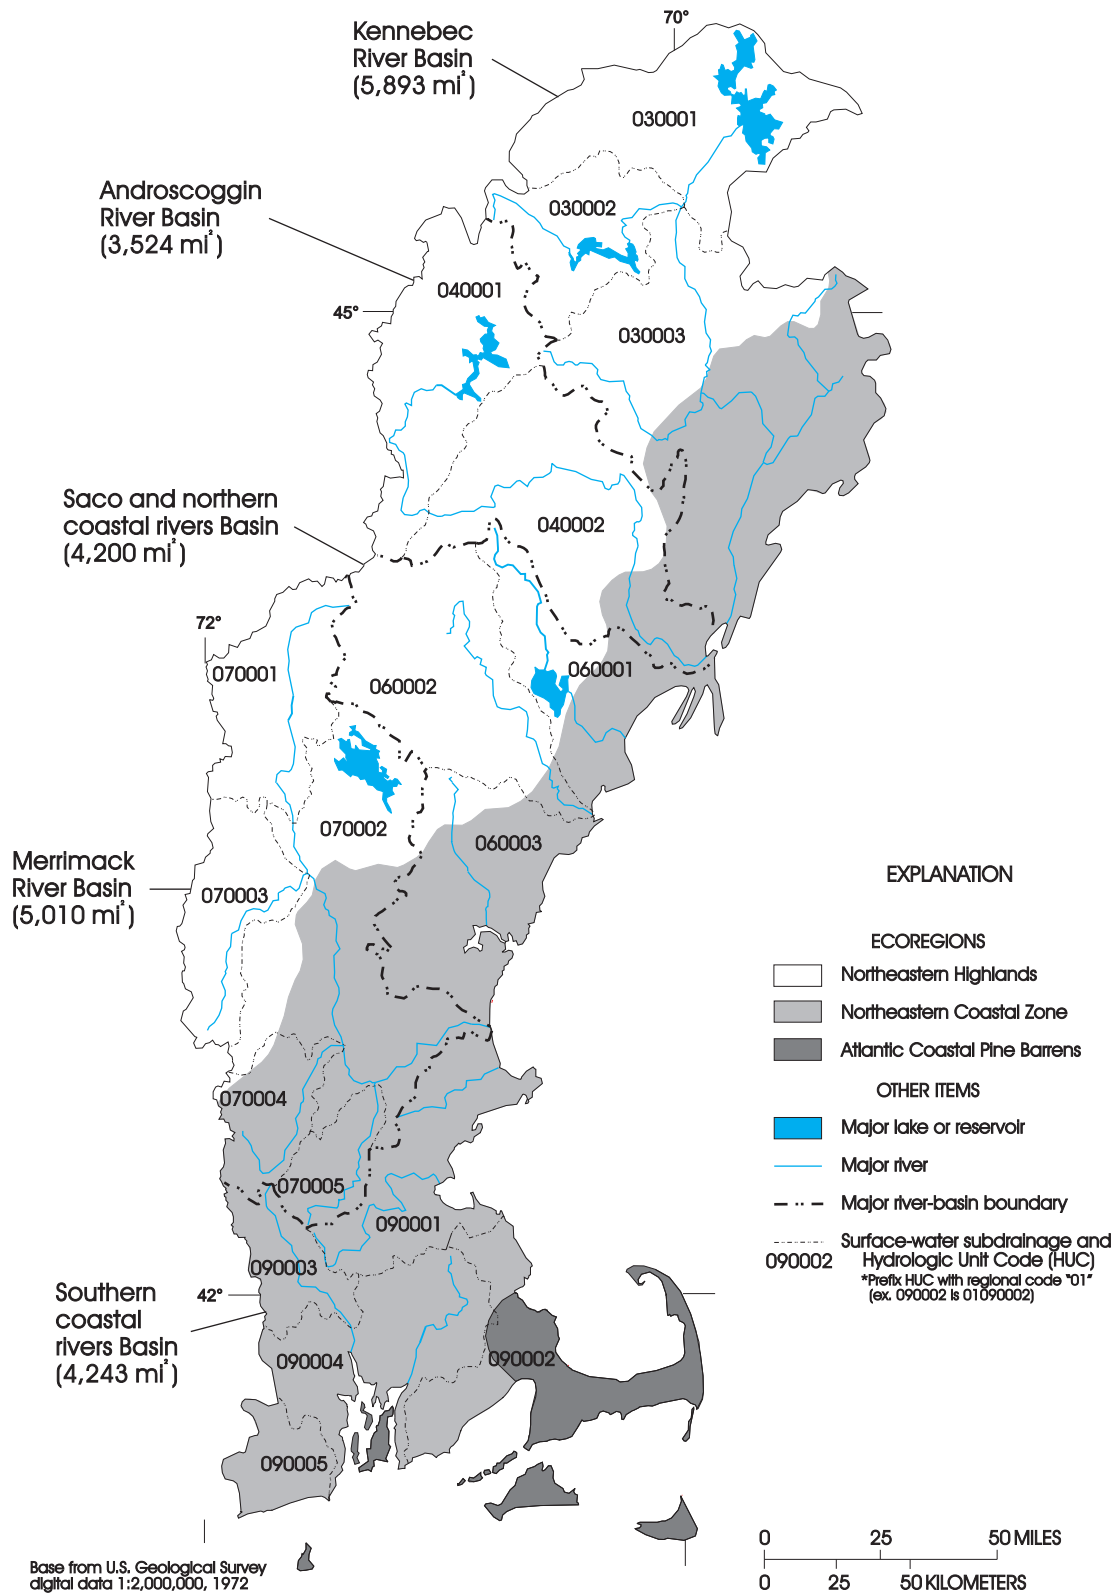 70°
Kennebec
River Basin
(5,893 mi²)
030001
Androscoggin
River Basin
(3,524 mi²)
030002
040001
45°
030003
Saco and northern
coastal rivers Basin
(4,200 mi²)
040002
72°
070001
060001
060002
070002
060003
Merrimack
River Basin
(5,010 mi²)
070003
EXPLANATION
ECOREGIONS
Northeastern Highlands
Northeastern Coastal Zone
Atlantic Coastal Pine Barrens
OTHER ITEMS
Major lake or reservoir
Major river
Major river-basin boundary
Surface-water subdrainage and
090002 Hydrologic Unit Code (HUC)
*Prefix HUC with regional code "01"
(ex. 090002 is 01090002)
070004
070005
090001
090003
42°
Southern
coastal
rivers Basin
(4,243 mi²)
090004
090002
090005
0 25 50 MILES
0 25 50 KILOMETERS
Base from U.S. Geological Survey
digital data 1:2,000,000, 1972